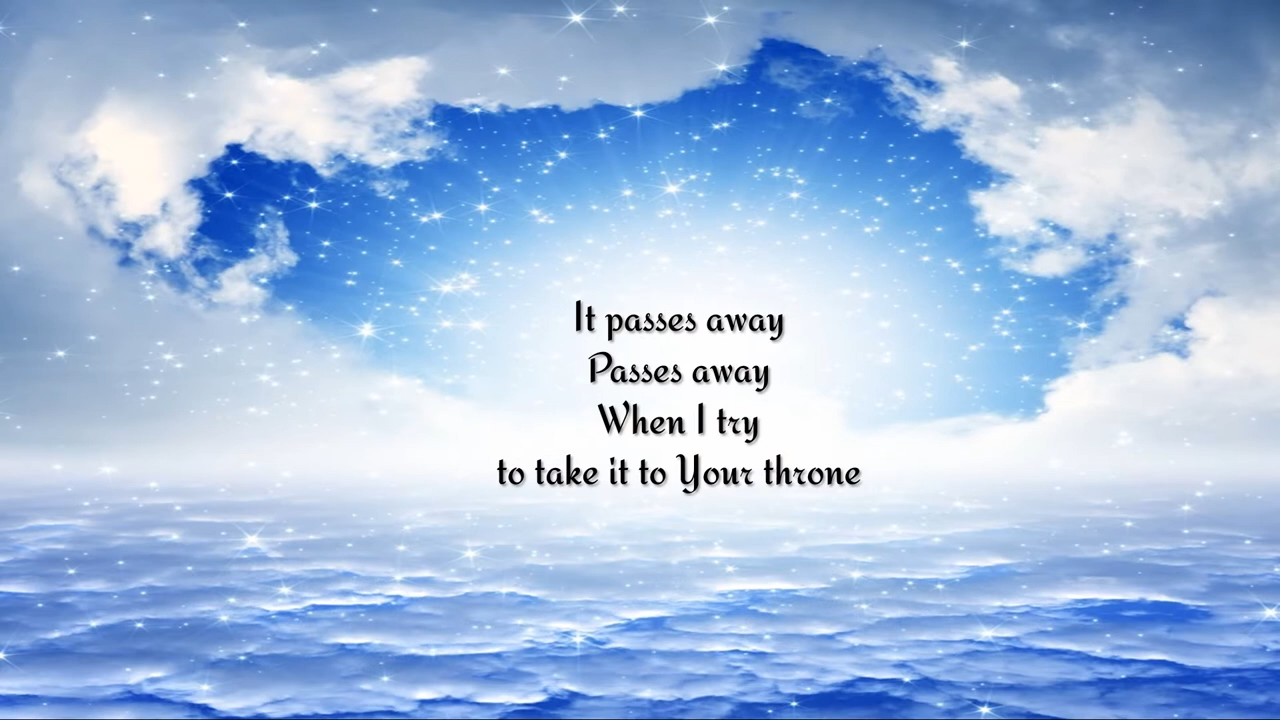 It passes away
Passes away
When I try
to take it to Your throne